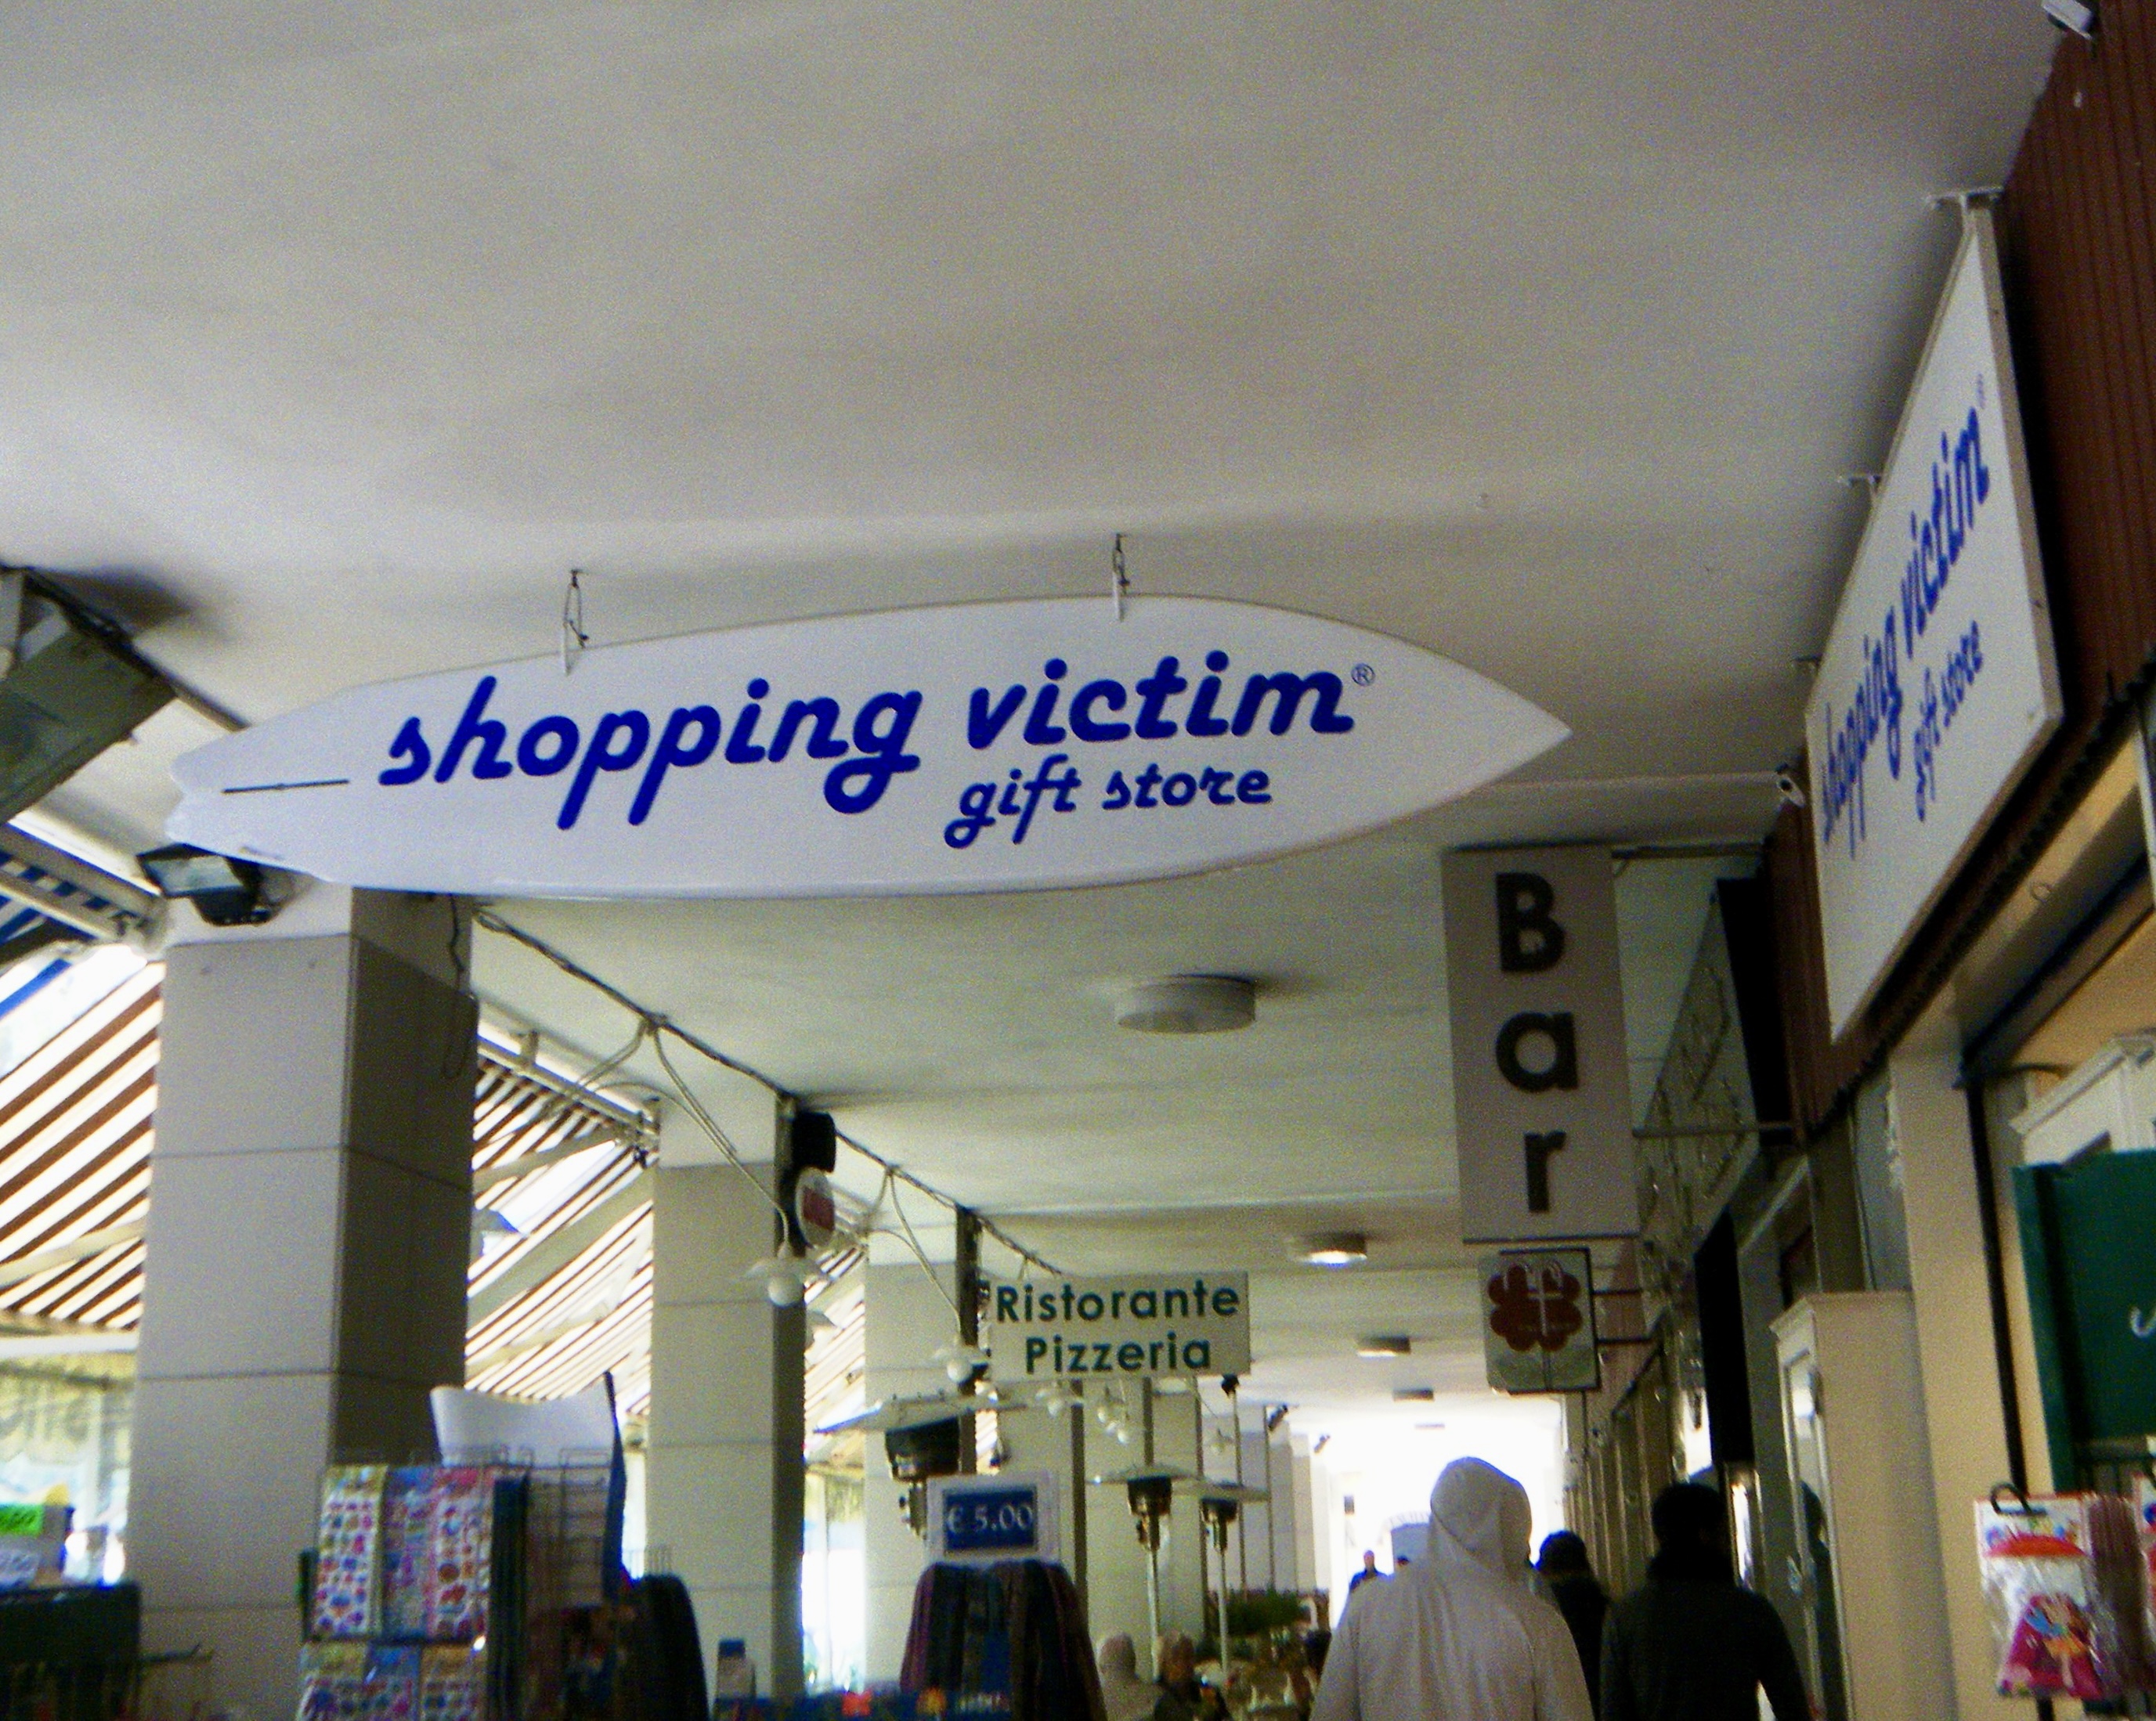 shopping victim®
gift store
shopping victim®
gift store
Bar
Ristorante
Pizzeria
€ 5.00